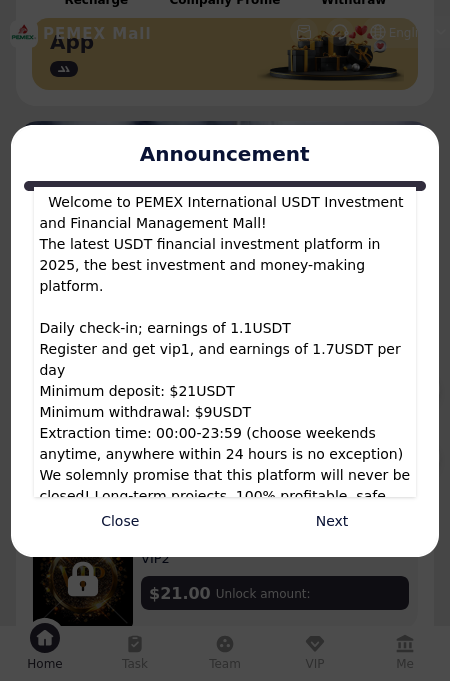 Recharge Company Profile Withdraw
PEMEX Mall
App
Announcement
Welcome to PEMEX International USDT Investment
and Financial Management Mall!
The latest USDT financial investment platform in
2025, the best investment and money-making
platform.
Daily check-in; earnings of 1.1USDT
Register and get vip1, and earnings of 1.7USDT per
day
Minimum deposit: $21USDT
Minimum withdrawal: $9USDT
Extraction time: 00:00-23:59 (choose weekends
anytime, anywhere within 24 hours is no exception)
We solemnly promise that this platform will never be
closed! Long-term projects, 100% profitable, safe
Close Next
VIP2
$21.00 Unlock amount:
Home Task Team VIP Me